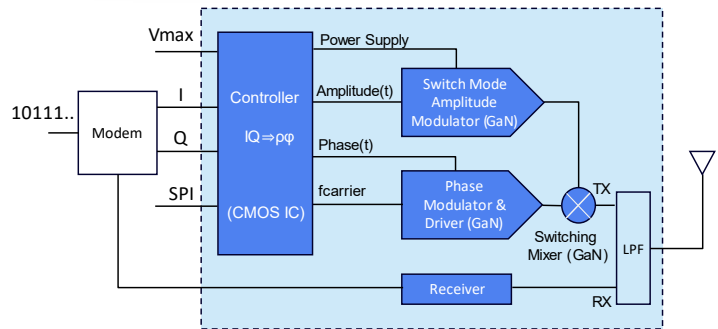 Vmax
Power Supply
I
Controller
Amplitude(t)
Switch Mode
Amplitude
Modulator (GaN)
10111..
Modem
IQ⇒ρφ
Q
Phase(t)
SPI
(CMOS IC)
fcarrier
Phase
Modulator &
Driver (GaN)
TX
Switching
Mixer (GaN)
LPF
Receiver
RX